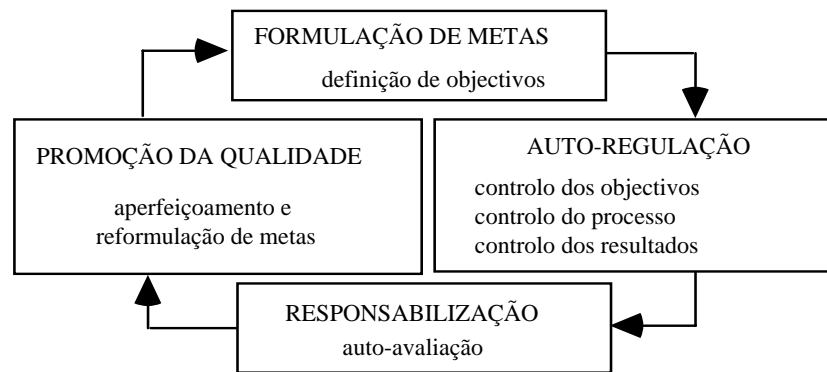 FORMULAÇÃO DE METAS
definição de objectivos
PROMOÇÃO DA QUALIDADE
aperfeiçoamento e
reformulação de metas
AUTO-REGULAÇÃO
controlo dos objectivos
controlo do processo
controlo dos resultados
RESPONSABILIZAÇÃO
auto-avaliação